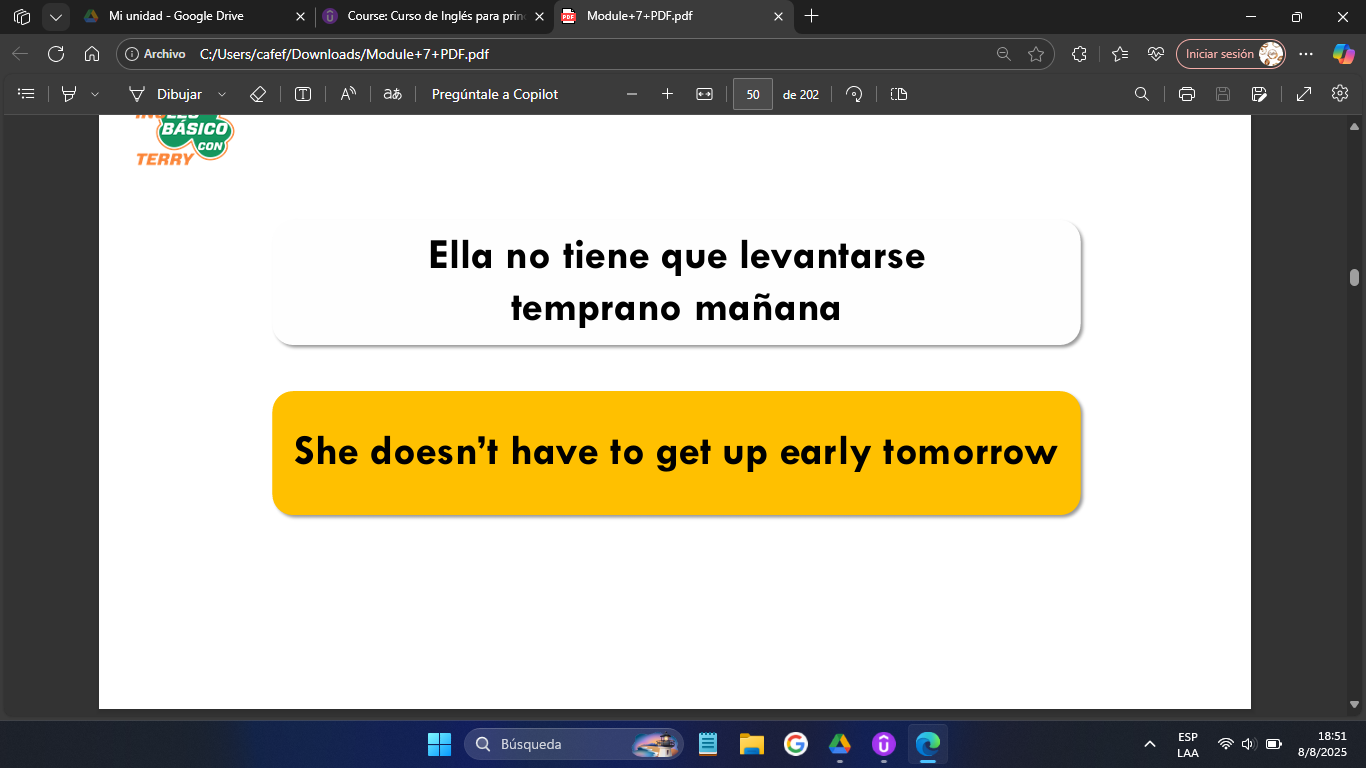 Mi unidad - Google Drive
Course: Curso de Inglés para prin
Module+7+PDF.pdf
Archivo C:/Users/cafef/Downloads/Module+7+PDF.pdf
Iniciar sesión
Dibujar
aあ
Pregúntale a Copilot
50 de 202
BÁSICO
CON
TERRY
Ella no tiene que levantarse
temprano mañana
She doesn't have to get up early tomorrow
Búsqueda
ESP
LAA
18:51
8/8/2025